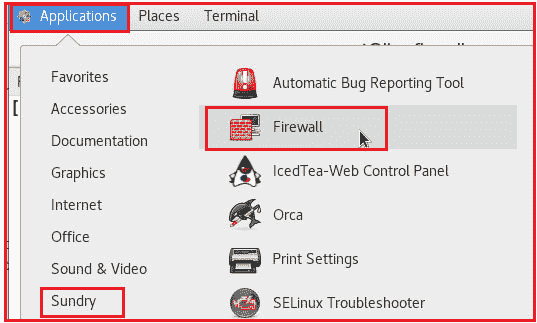 Applications Places Terminal
Favorites
Accessories
Documentation
Graphics
Internet
Office
Sound & Video
Sundry
Automatic Bug Reporting Tool
Firewall
IcedTea-Web Control Panel
Orca
Print Settings
SELinux Troubleshooter